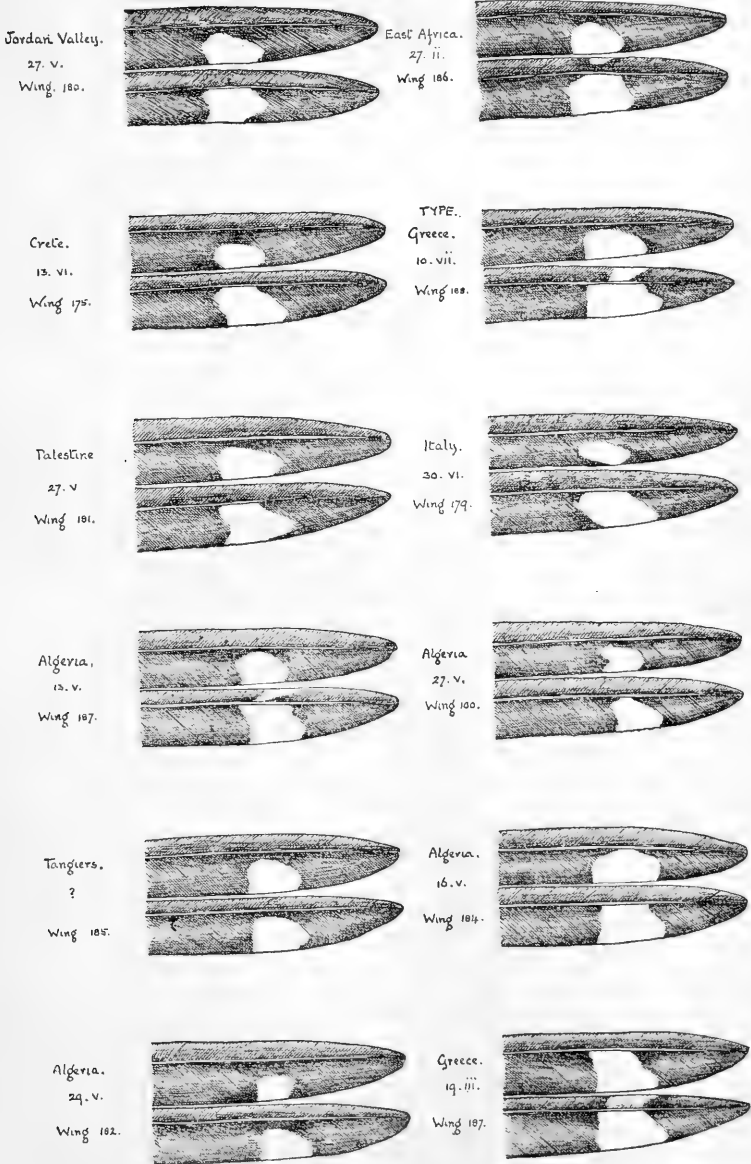 Jordan Valley.
27. v.
Wing. 180.
East Africa.
27. ii.
Wing 186.
Crete.
13. vi.
Wing 175.
TYPE.
Greece.
10. vii.
Wing 188.
Palestine
27. v
Wing 181.
Italy.
30. vi.
Wing 179.
Algeria,
13. v.
Wing 187.
Algeria
27. v.
Wing 180.
Tangiers.
?
Wing 185.
Algeria.
16. v.
Wing 184.
Algeria.
29. v.
Wing 182.
Greece.
19. iii.
Wing 187.